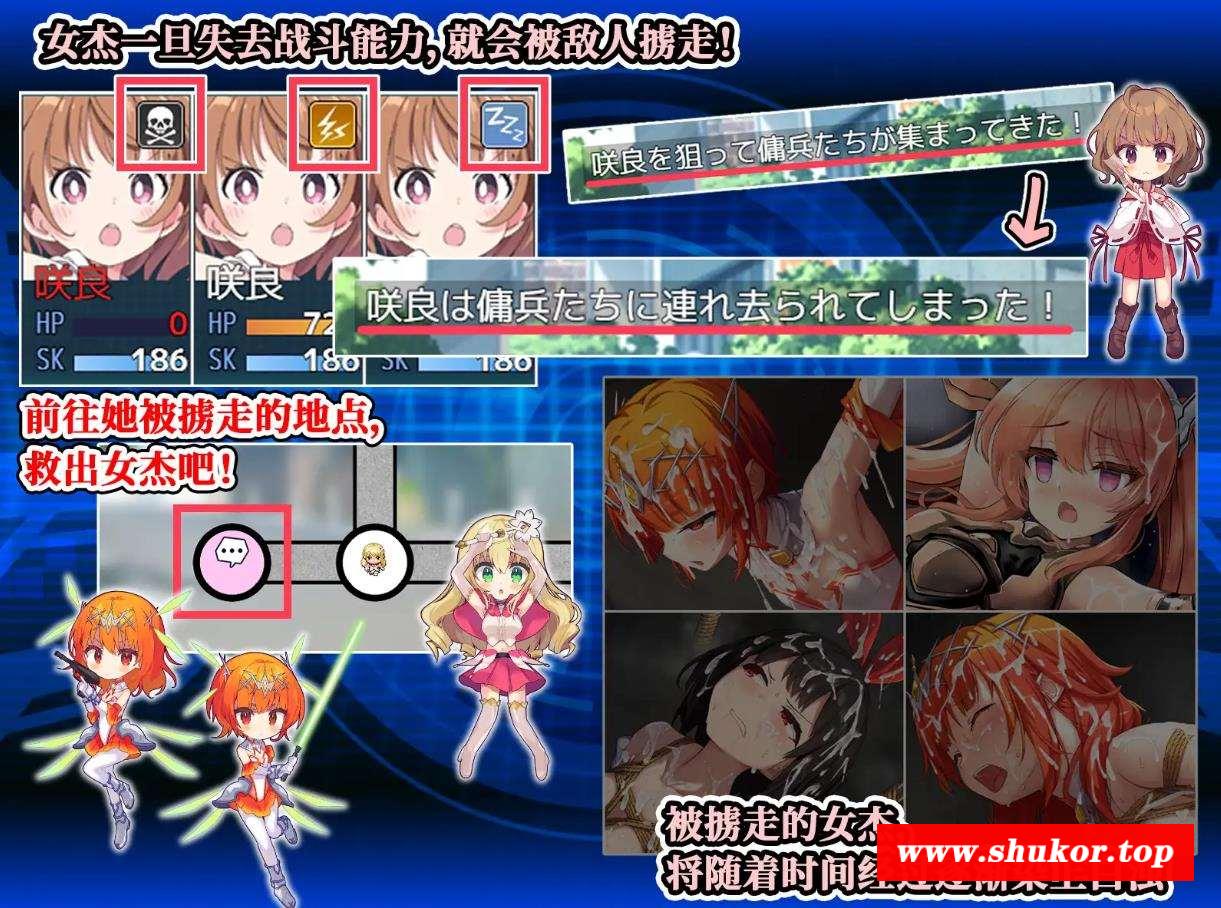 女杰一旦失去战斗能力,就会被敌人掳走!
咲良を狙って傭兵たちが集まってきた！
咲良は傭兵たちに連れ去られてしまった！
咲良
HP 0
SK 186
咲良
HP 72
SK 186
SK 186
前往她被掳走的地点,
救出女杰吧!
被掳走的女杰
将随着时间经
www.shukor.top